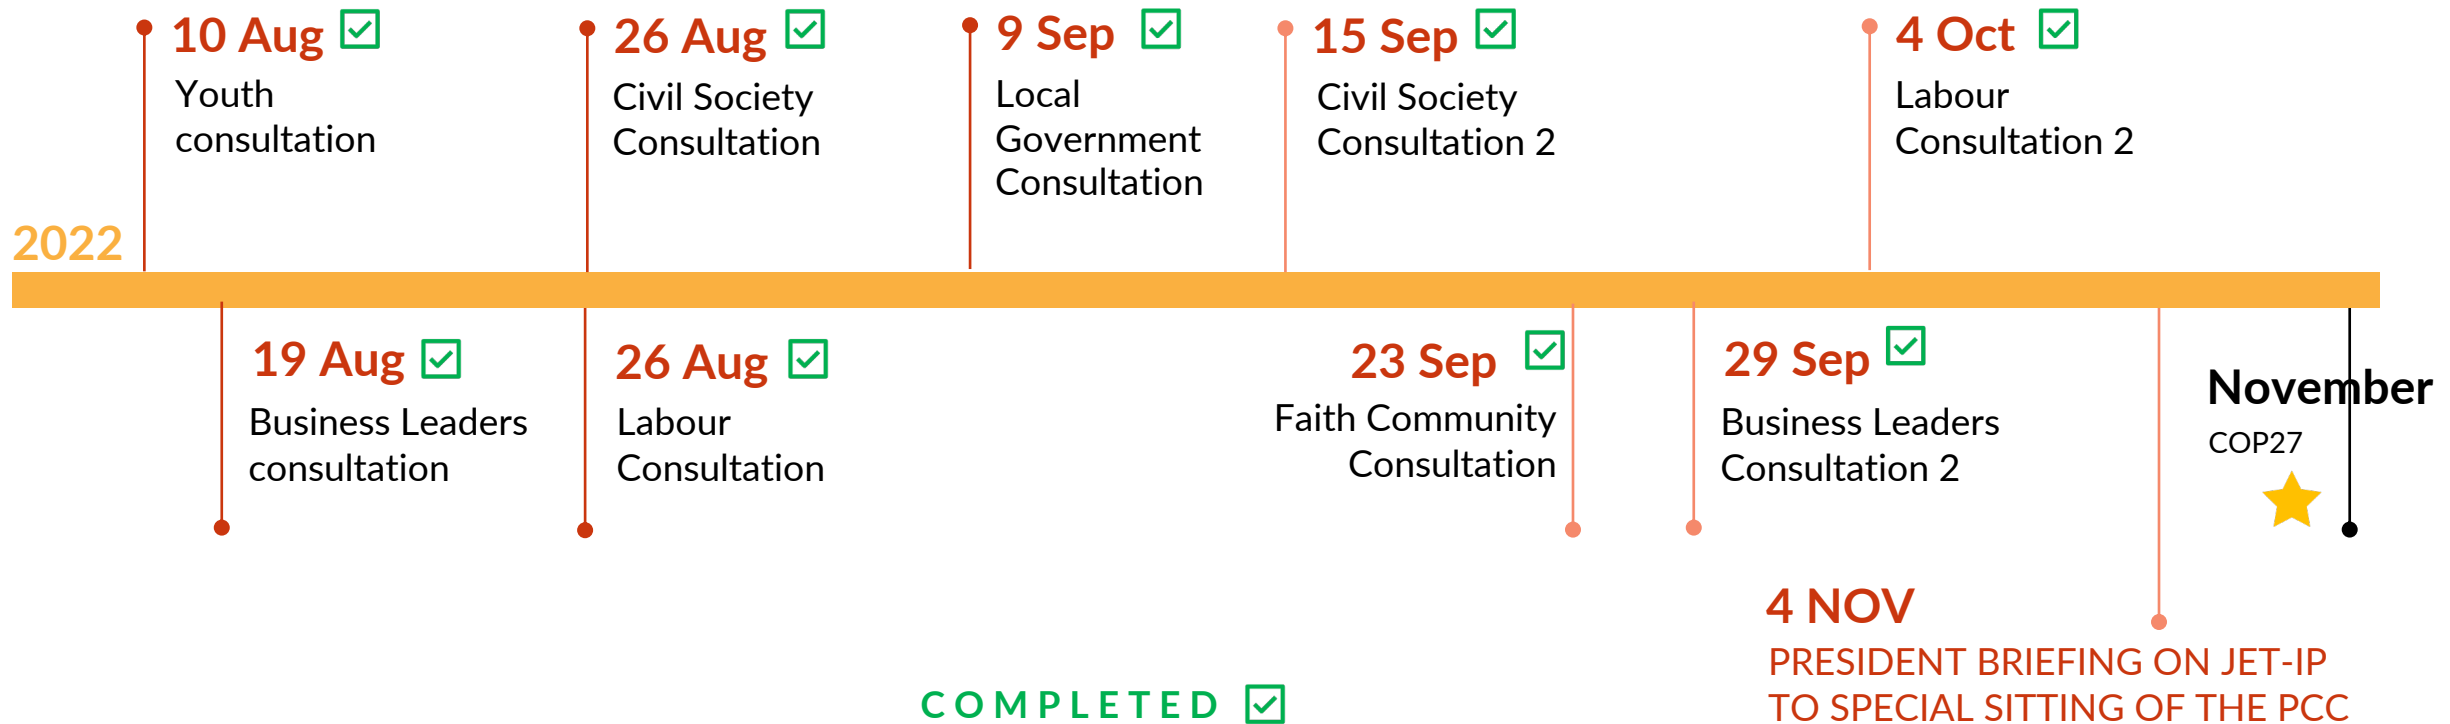 10 Aug
Youth
consultation
26 Aug
Civil Society
Consultation
9 Sep
Local
Government
Consultation
15 Sep
Civil Society
Consultation 2
4 Oct
Labour
Consultation 2
2022
19 Aug
Business Leaders
consultation
26 Aug
Labour
Consultation
23 Sep
Faith Community
Consultation
29 Sep
Business Leaders
Consultation 2
November
COP27
4 NOV
PRESIDENT BRIEFING ON JET-IP
TO SPECIAL SITTING OF THE PCC
COMPLETED